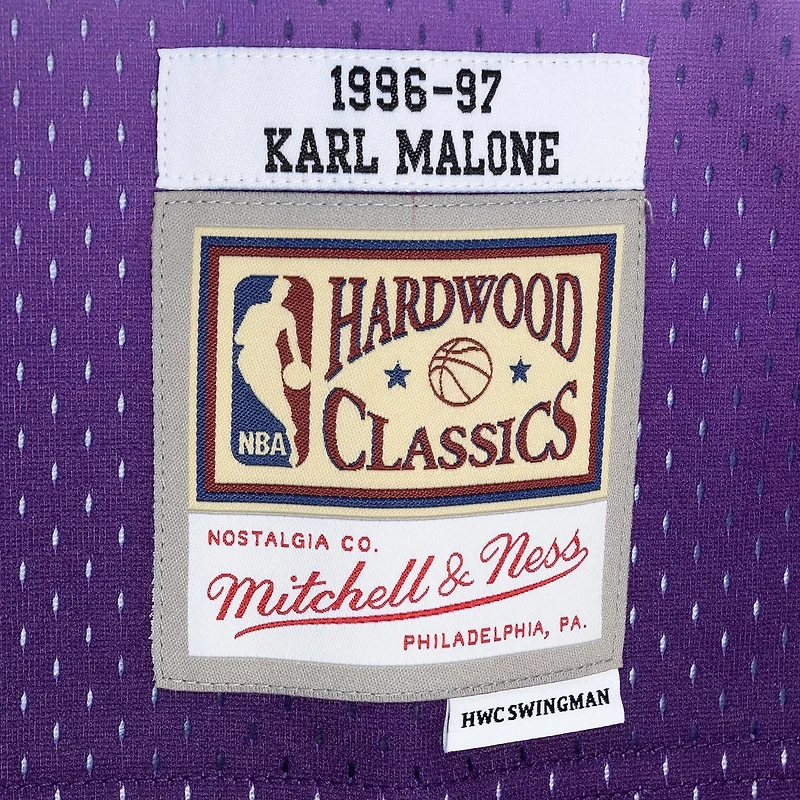 1996-97
KARL MALONE
HARDWOOD
CLASSICS
NBA
NOSTALGIA CO.
Mitchell & Ness
PHILADELPHIA, PA.
HWC SWINGMAN